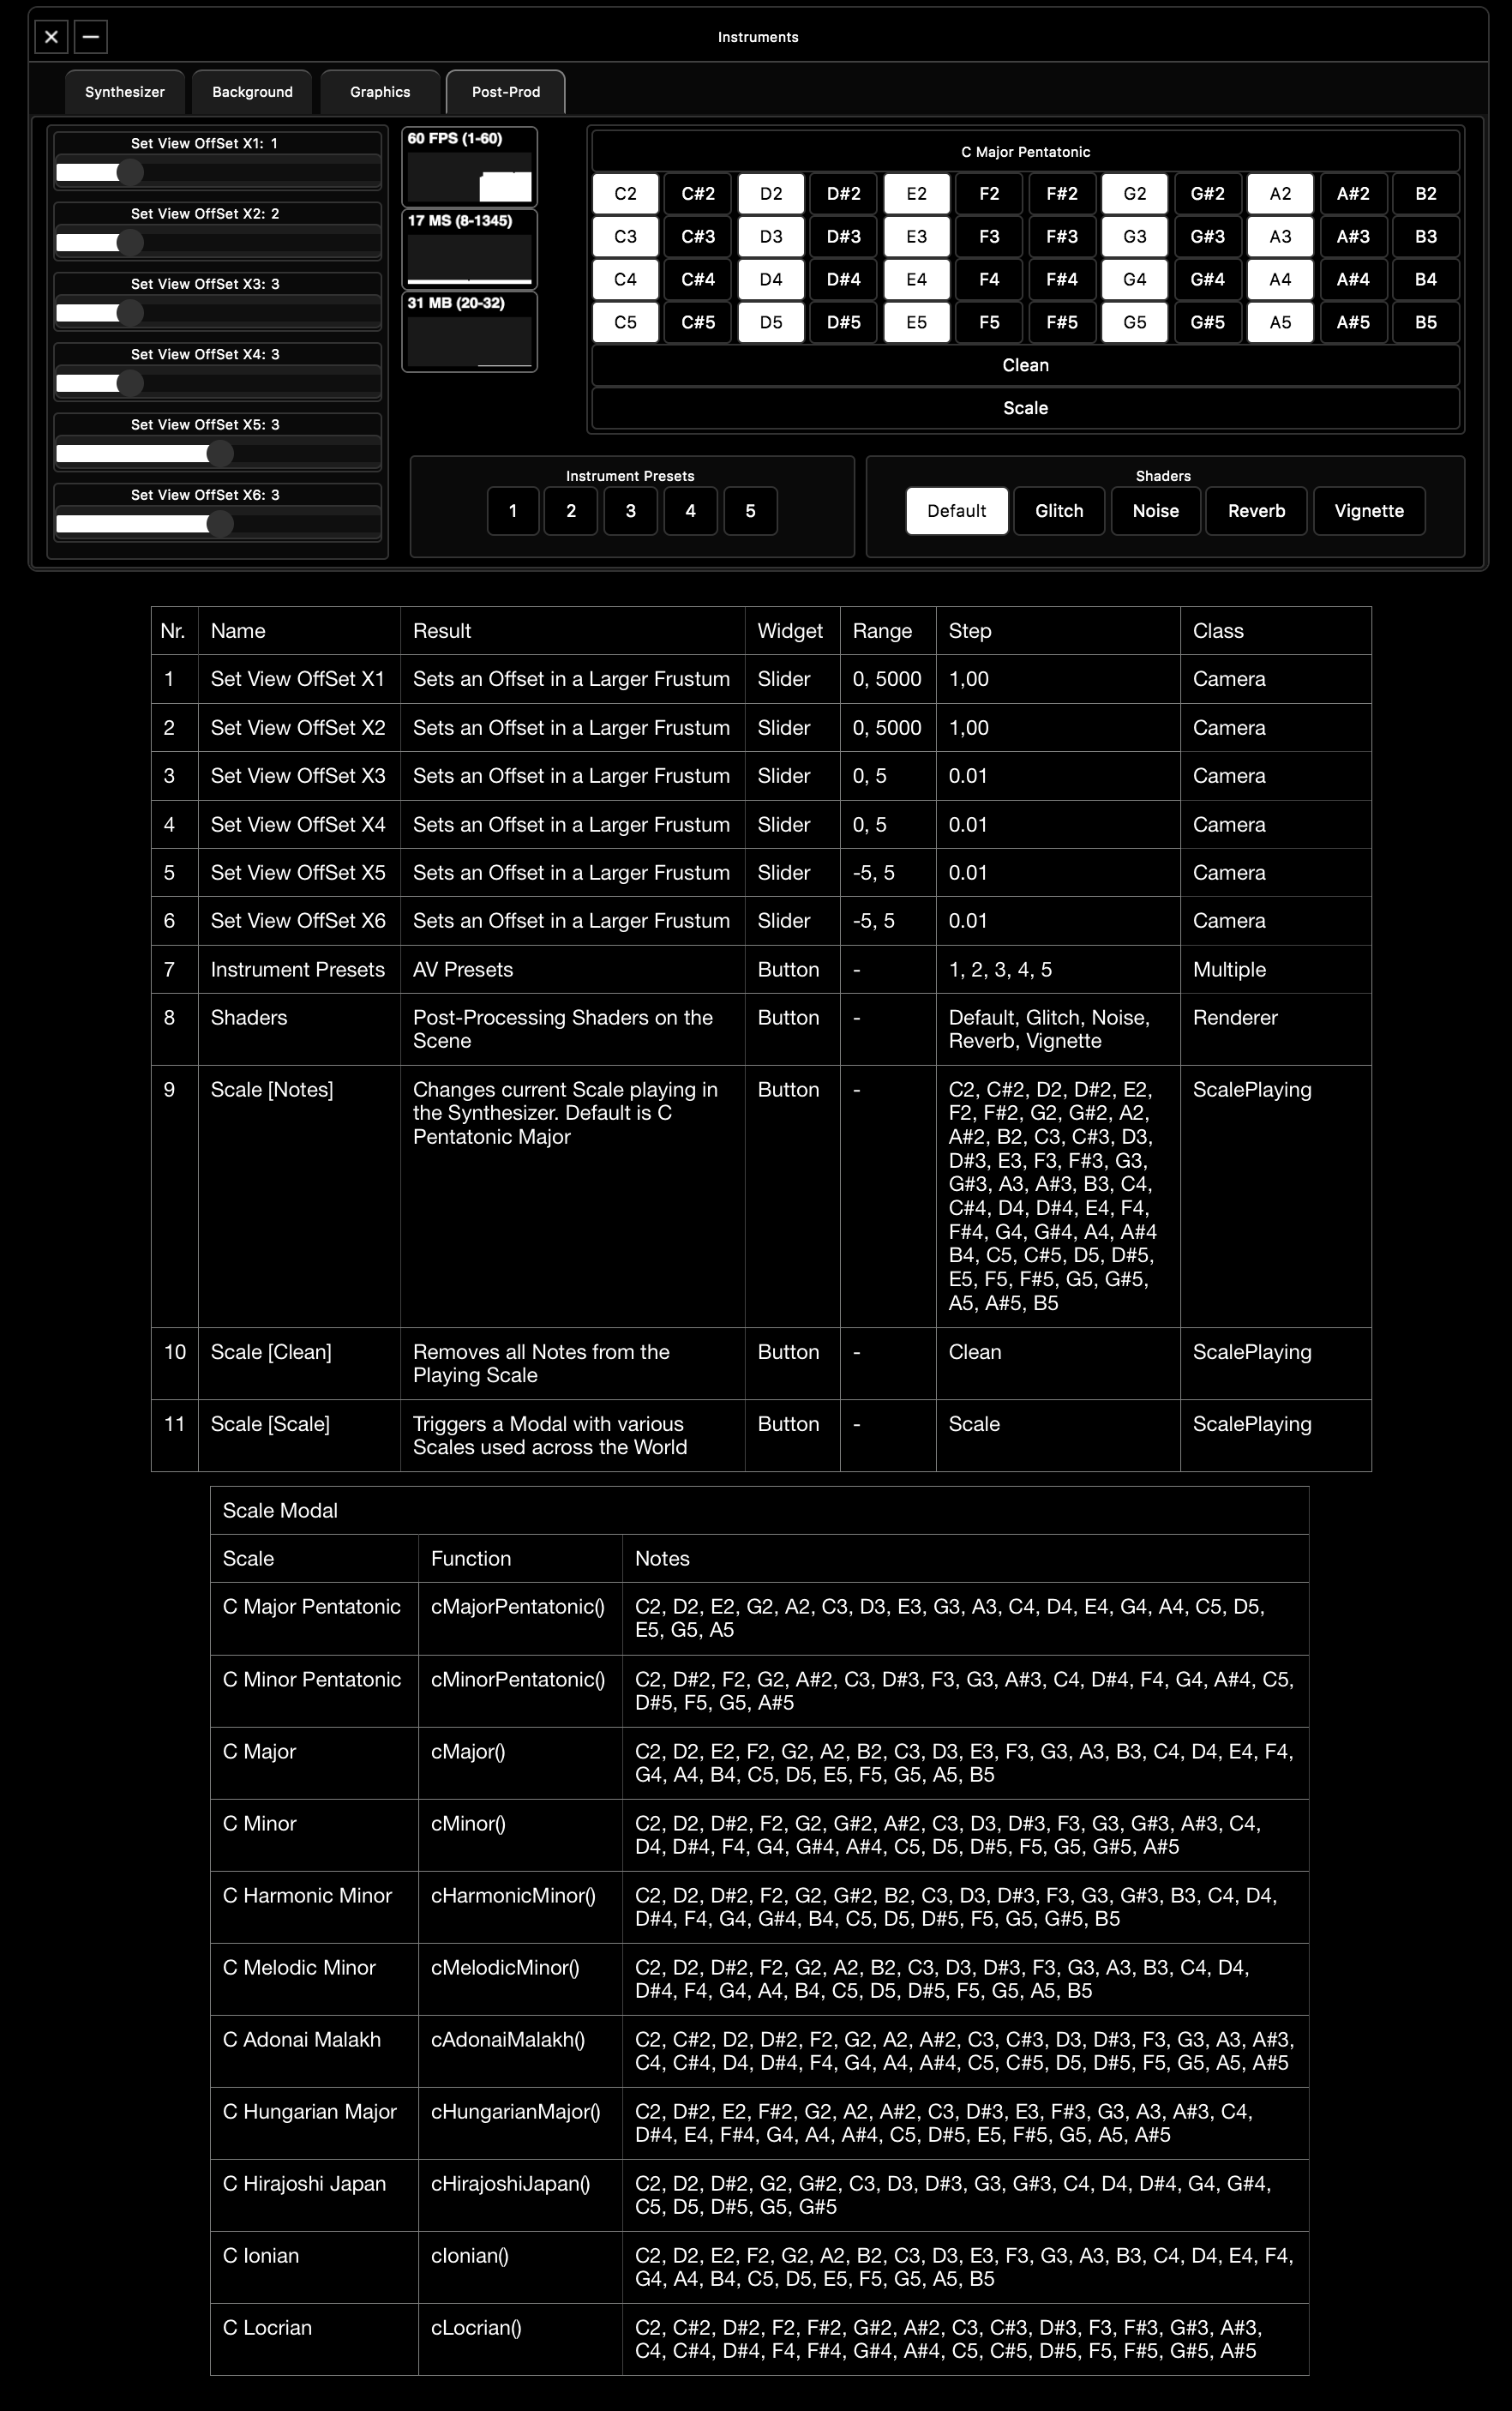 Instruments
Synthesizer
Background
Graphics
Post-Prod
Set View OffSet X1: 1
Set View OffSet X2: 2
Set View OffSet X3: 3
Set View OffSet X4: 3
Set View OffSet X5: 3
Set View OffSet X6: 3
60 FPS (1-60)
17 MS (8-1345)
31 MB (20-32)
C Major Pentatonic
C2 C#2 D2 D#2 E2 F2 F#2 G2 G#2 A2 A#2 B2
C3 C#3 D3 D#3 E3 F3 F#3 G3 G#3 A3 A#3 B3
C4 C#4 D4 D#4 E4 F4 F#4 G4 G#4 A4 A#4 B4
C5 C#5 D5 D#5 E5 F5 F#5 G5 G#5 A5 A#5 B5
Clean
Scale
Instrument Presets
1 2 3 4 5
Shaders
Default Glitch Noise Reverb Vignette
Nr. Name Result Widget Range Step Class
1 Set View OffSet X1 Sets an Offset in a Larger Frustum Slider 0, 5000 1,00 Camera
2 Set View OffSet X2 Sets an Offset in a Larger Frustum Slider 0, 5000 1,00 Camera
3 Set View OffSet X3 Sets an Offset in a Larger Frustum Slider 0, 5 0.01 Camera
4 Set View OffSet X4 Sets an Offset in a Larger Frustum Slider 0, 5 0.01 Camera
5 Set View OffSet X5 Sets an Offset in a Larger Frustum Slider -5, 5 0.01 Camera
6 Set View OffSet X6 Sets an Offset in a Larger Frustum Slider -5, 5 0.01 Camera
7 Instrument Presets AV Presets Button - 1, 2, 3, 4, 5 Multiple
8 Shaders Post-Processing Shaders on the Button - Default, Glitch, Noise, Renderer
Scene Reverb, Vignette
9 Scale [Notes] Changes current Scale playing in Button - C2, C#2, D2, D#2, E2, ScalePlaying
the Synthesizer. Default is C F2, F#2, G2, G#2, A2,
Pentatonic Major A#2, B2, C3, C#3, D3,
D#3, E3, F3, F#3, G3,
G#3, A3, A#3, B3, C4,
C#4, D4, D#4, E4, F4,
F#4, G4, G#4, A4, A#4
B4, C5, C#5, D5, D#5,
E5, F5, F#5, G5, G#5,
A5, A#5, B5
10 Scale [Clean] Removes all Notes from the Button - Clean ScalePlaying
Playing Scale
11 Scale [Scale] Triggers a Modal with various Button - Scale ScalePlaying
Scales used across the World
Scale Modal
Scale Function Notes
C Major Pentatonic cMajorPentatonic() C2, D2, E2, G2, A2, C3, D3, E3, G3, A3, C4, D4, E4, G4, A4, C5, D5,
E5, G5, A5
C Minor Pentatonic cMinorPentatonic() C2, D#2, F2, G2, A#2, C3, D#3, F3, G3, A#3, C4, D#4, F4, G4, A#4, C5,
D#5, F5, G5, A#5
C Major cMajor() C2, D2, E2, F2, G2, A2, B2, C3, D3, E3, F3, G3, A3, B3, C4, D4, E4, F4,
G4, A4, B4, C5, D5, E5, F5, G5, A5, B5
C Minor cMinor() C2, D2, D#2, F2, G2, G#2, A#2, C3, D3, D#3, F3, G3, G#3, A#3, C4,
D4, D#4, F4, G4, G#4, A#4, C5, D5, D#5, F5, G5, G#5, A#5
C Harmonic Minor cHarmonicMinor() C2, D2, D#2, F2, G2, G#2, B2, C3, D3, D#3, F3, G3, G#3, B3, C4, D4,
D#4, F4, G4, G#4, B4, C5, D5, D#5, F5, G5, G#5, B5
C Melodic Minor cMelodicMinor() C2, D2, D#2, F2, G2, A2, B2, C3, D3, D#3, F3, G3, A3, B3, C4, D4,
D#4, F4, G4, A4, B4, C5, D5, D#5, F5, G5, A5, B5
C Adonai Malakh cAdonaiMalakh() C2, C#2, D2, D#2, F2, G2, A2, A#2, C3, C#3, D3, D#3, F3, G3, A3, A#3,
C4, C#4, D4, D#4, F4, G4, A4, A#4, C5, C#5, D5, D#5, F5, G5, A5, A#5
C Hungarian Major cHungarianMajor() C2, D#2, E2, F#2, G2, A2, A#2, C3, D#3, E3, F#3, G3, A3, A#3, C4,
D#4, E4, F#4, G4, A4, A#4, C5, D#5, E5, F#5, G5, A5, A#5
C Hirajoshi Japan cHirajoshiJapan() C2, D2, D#2, G2, G#2, C3, D3, D#3, G3, G#3, C4, D4, D#4, G4, G#4,
C5, D5, D#5, G5, G#5
C Ionian cIonian() C2, D2, E2, F2, G2, A2, B2, C3, D3, E3, F3, G3, A3, B3, C4, D4, E4, F4,
G4, A4, B4, C5, D5, E5, F5, G5, A5, B5
C Locrian cLocrian() C2, C#2, D#2, F2, F#2, G#2, A#2, C3, C#3, D#3, F3, F#3, G#3, A#3,
C4, C#4, D#4, F4, F#4, G#4, A#4, C5, C#5, D#5, F5, F#5, G#5, A#5